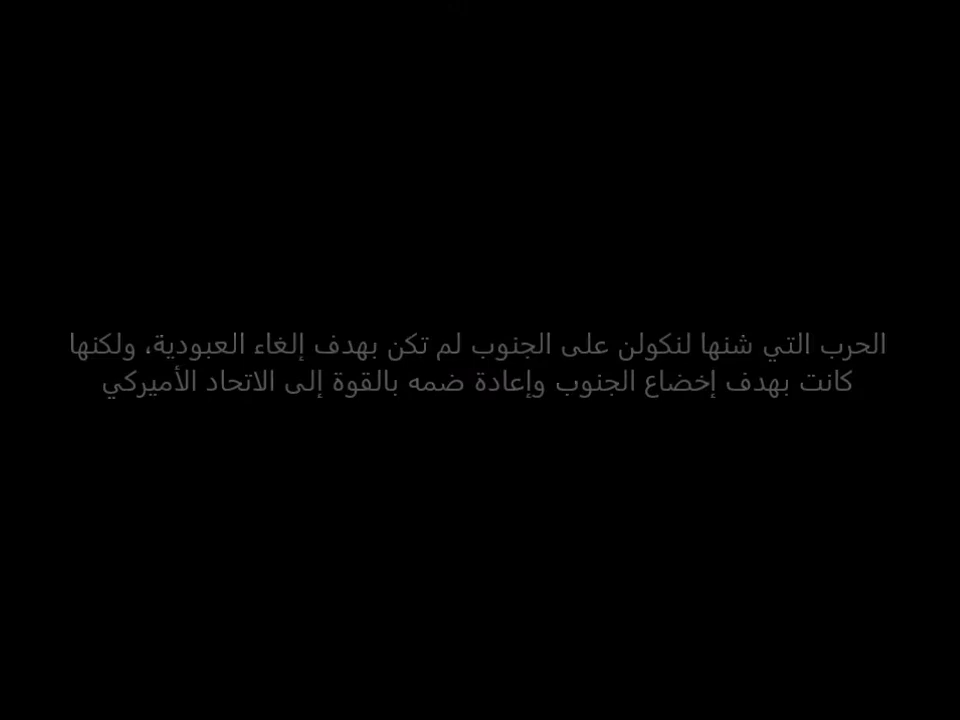 الحرب التي شنها لنكولن على الجنوب لم تكن بهدف إلغاء العبودية، ولكنها
كانت بهدف إخضاع الجنوب وإعادة ضمه بالقوة إلى الاتحاد الأميركي